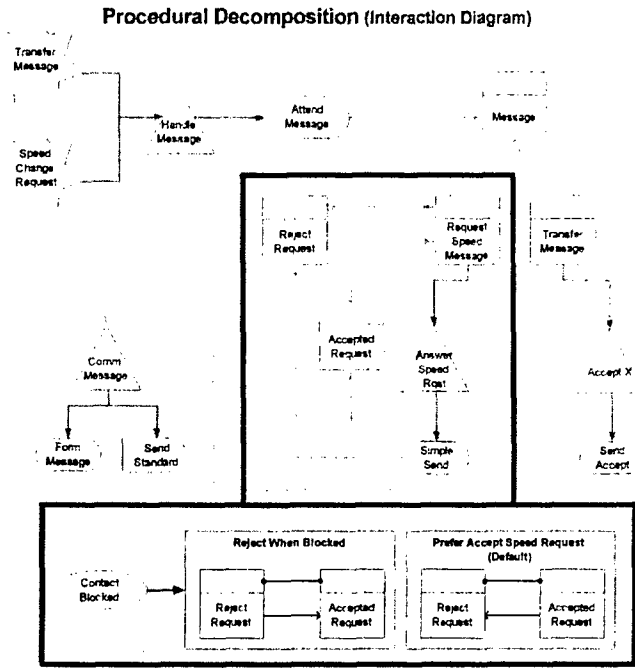 Procedural Decomposition (Interaction Diagram)
Transfer
Message
Speed
Change
Request
Handle
Message
Attend
Message
Message
Reject
Request
Request
Speed
Message
Transfer
Message
Accepted
Request
Comm
Message
Answer
Speed
Rqst
Accept X
Form
Message
Send
Standard
Simple
Send
Send
Accept
Contact
Blocked
Reject When Blocked
Reject
Request
Accepted
Request
Prefer Accept Speed Request
(Default)
Reject
Request
Accepted
Request